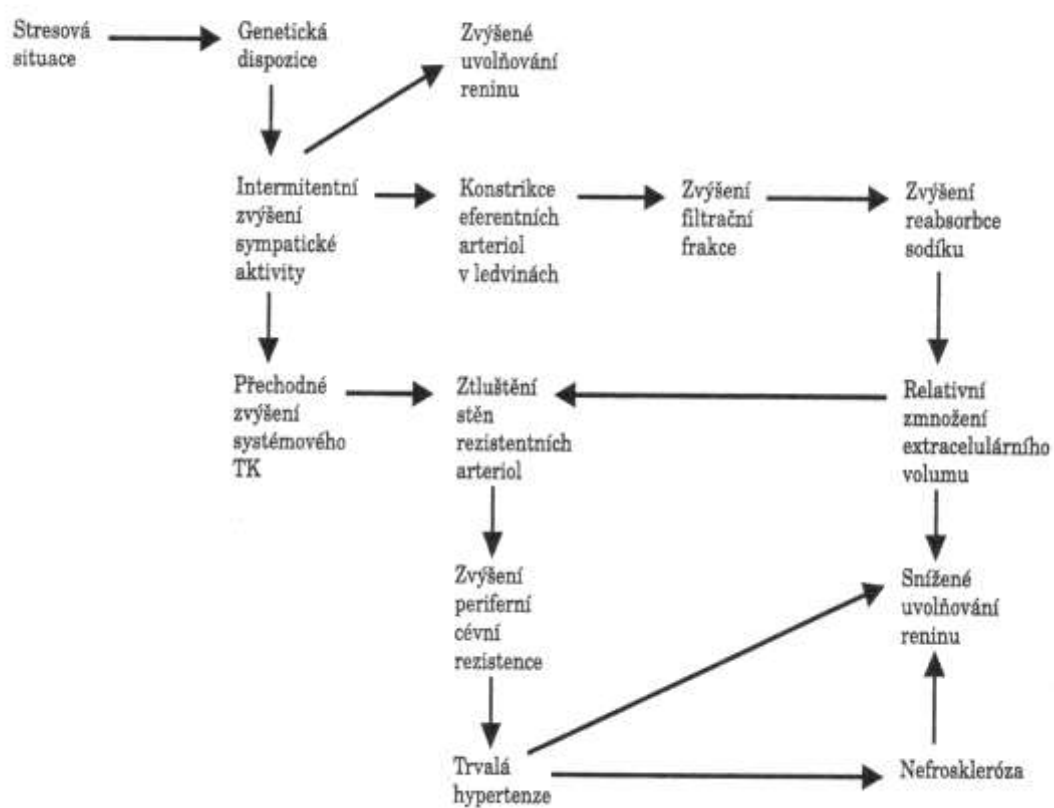 Stresová
situace
Genetická
dispozice
Zvýšené
uvolňování
reninu
Intermitentní
zvýšení
sympatické
aktivity
Konstrikce
eferentních
arteriol
v ledvinách
Zvýšení
filtrační
frakce
Zvýšení
reabsorbce
sodíku
Přechodné
zvýšení
systémového
TK
Ztluštění
stěn
rezistentních
arteriol
Relativní
zmnožení
extracelulárního
volumu
Zvýšení
periferní
cévní
rezistence
Snížené
uvolňování
reninu
Trvalá
hypertenze
Nefroskleróza